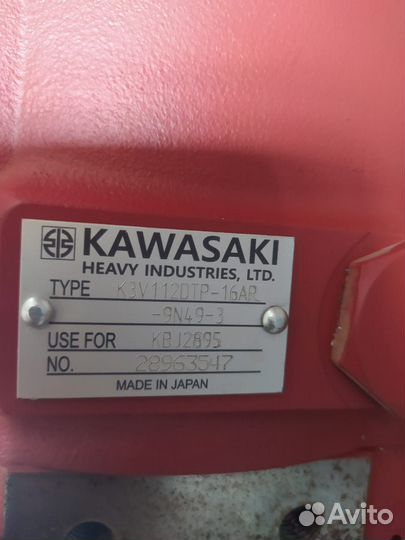 KAWASAKI
HEAVY INDUSTRIES, LTD.
TYPE K3V112DTP-16AR
-9N49-3
USE FOR KBJ2895
NO. 28963547
MADE IN JAPAN
Avito